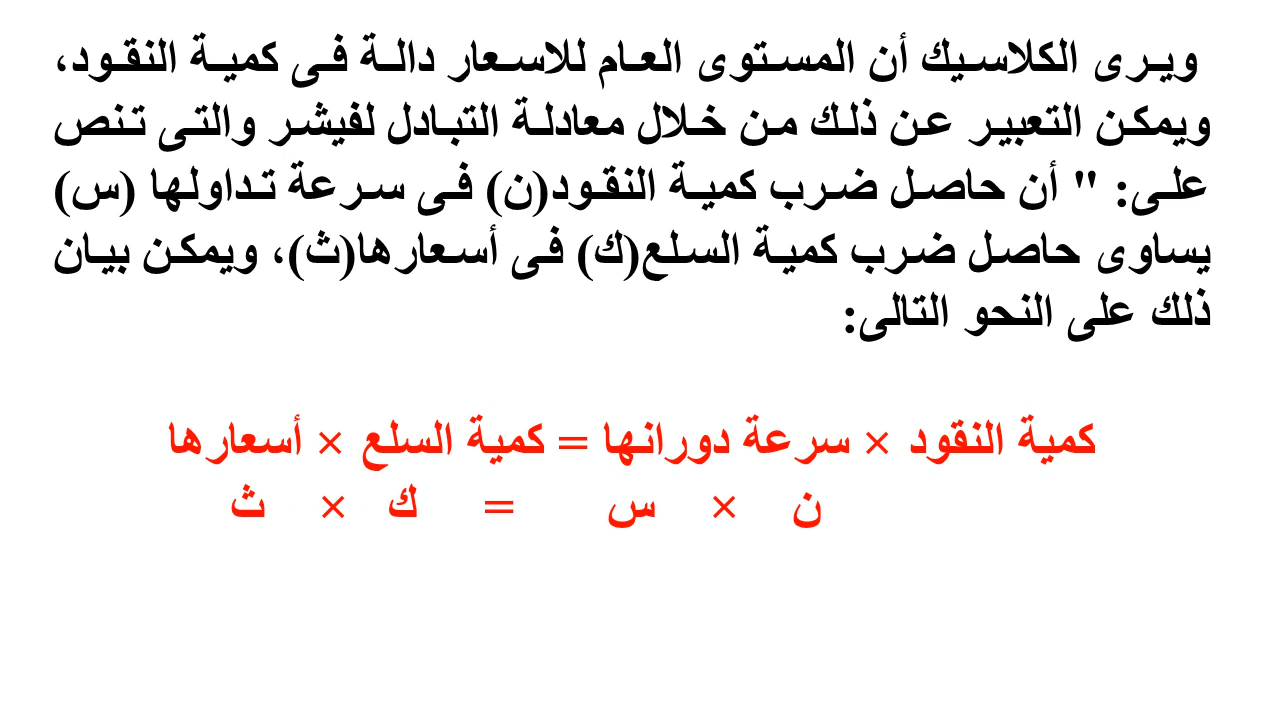 ويرى الكلاسيك أن المستوى العام للاسعار دالة فى كمية النقود،
ويمكن التعبير عن ذلك من خلال معادلة التبادل لفيشر والتى تنص
على: " أن حاصل ضرب كمية النقود(ن) فى سرعة تداولها (س)
يساوى حاصل ضرب كمية السلع(ك) فى أسعارها(ث)، ويمكن بيان
ذلك على النحو التالى:
كمية النقود × سرعة دورانها = كمية السلع × أسعارها
ن × س = ك × ث